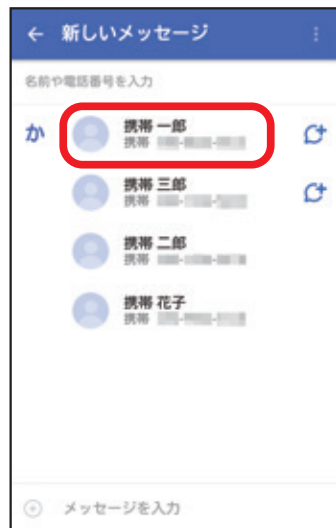 新しいメッセージ
名前や電話番号を入力
か
携帯 一郎
携帯
携帯 三郎
携帯
携帯 二郎
携帯
携帯 花子
携帯
メッセージを入力